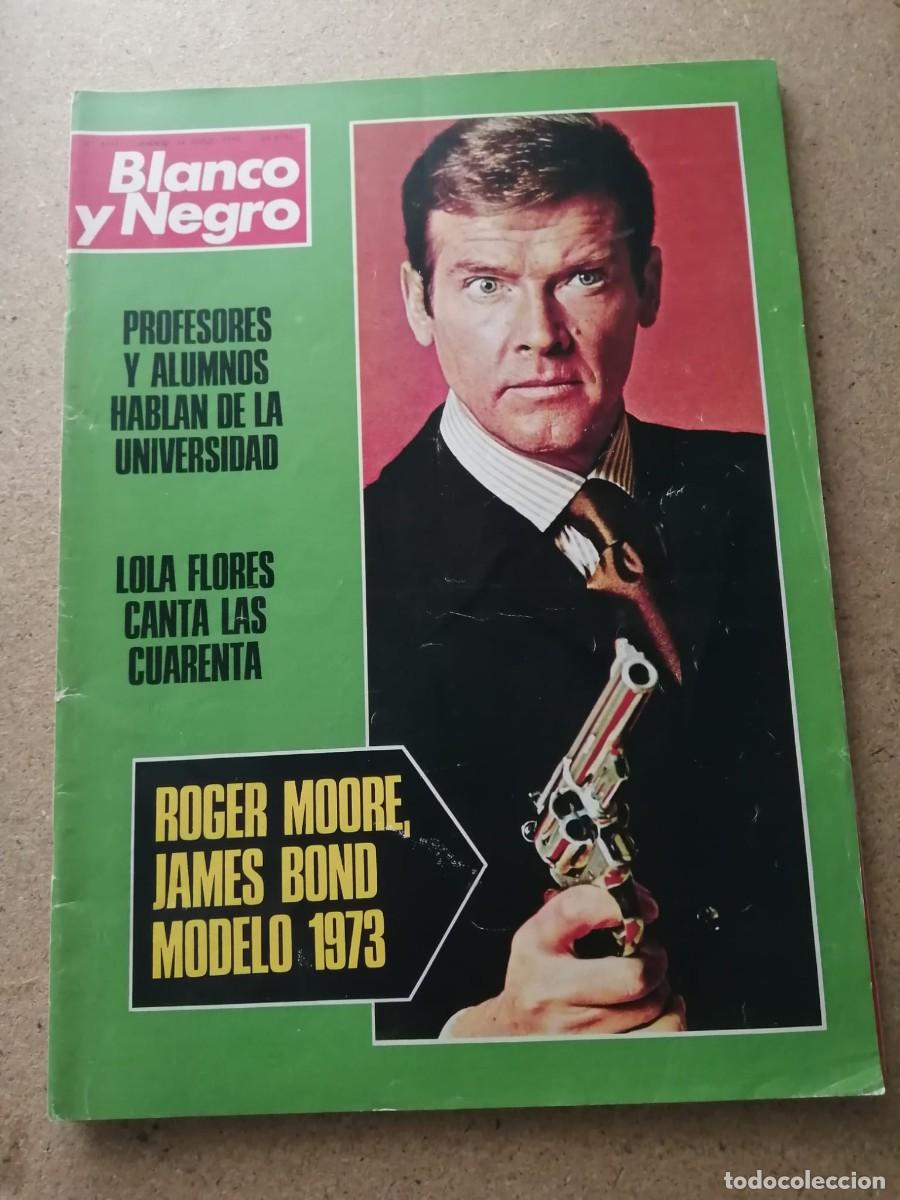 Blanco
y Negro
PROFESORES
Y ALUMNOS
HABLAN DE LA
UNIVERSIDAD
LOLA FLORES
CANTA LAS
CUARENTA
ROGER MOORE,
JAMES BOND
MODELO 1973
todocoleccion